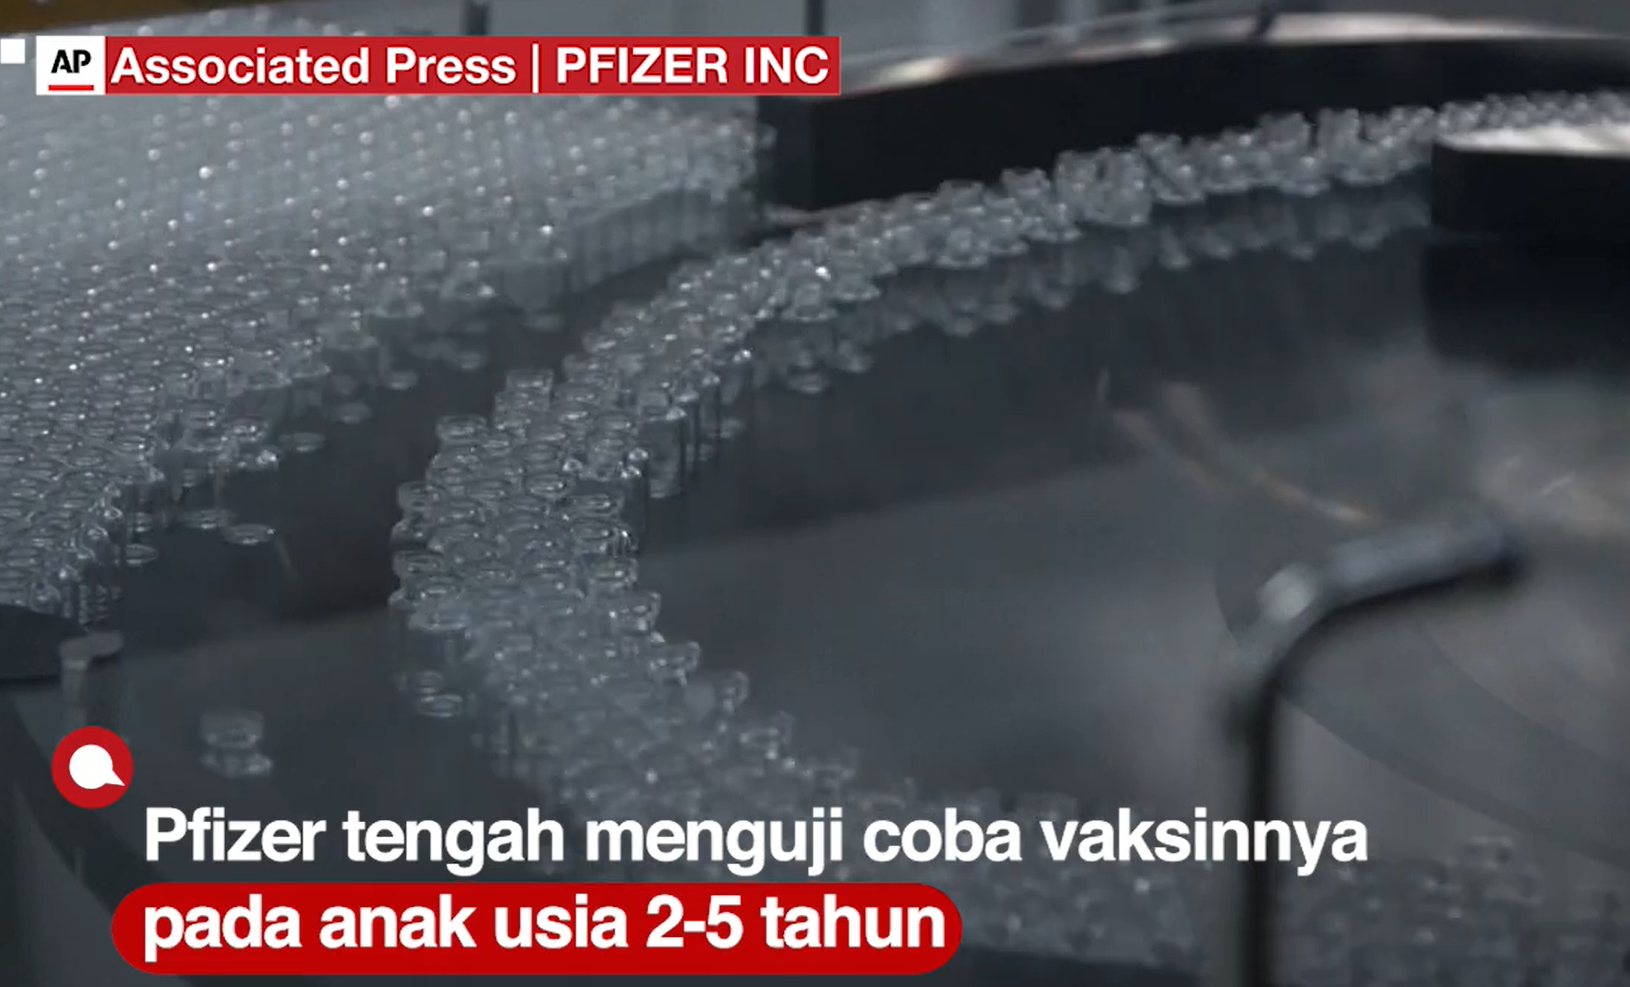 AP Associated Press | PFIZER INC
Pfizer tengah menguji coba vaksinnya
pada anak usia 2-5 tahun